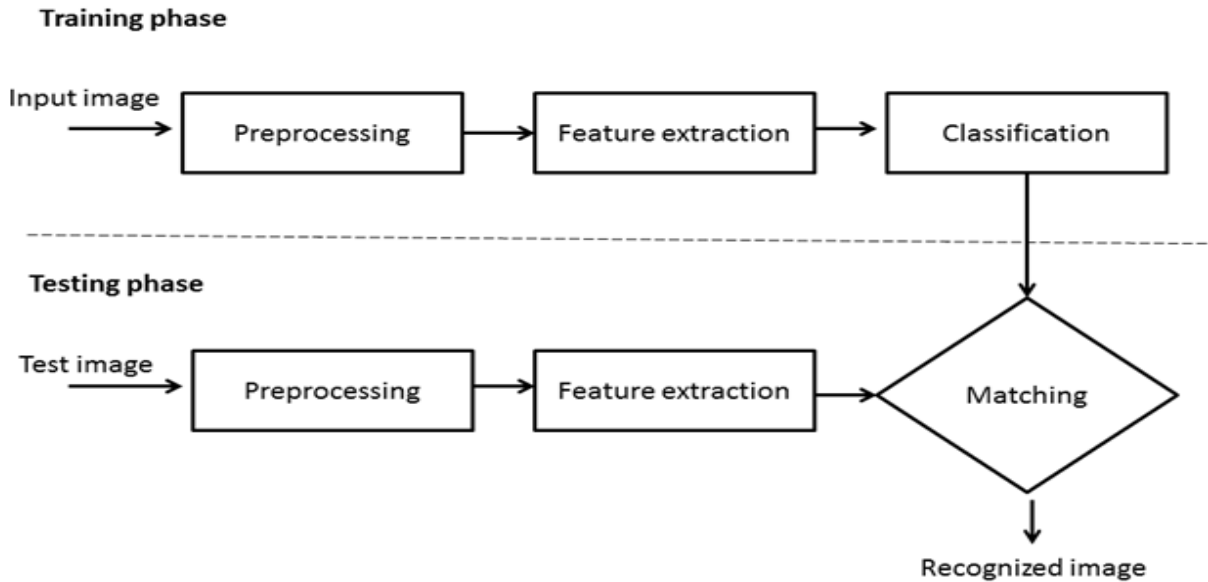 Training phase
Input image
Preprocessing
Feature extraction
Classification
Testing phase
Test image
Preprocessing
Feature extraction
Matching
Recognized image